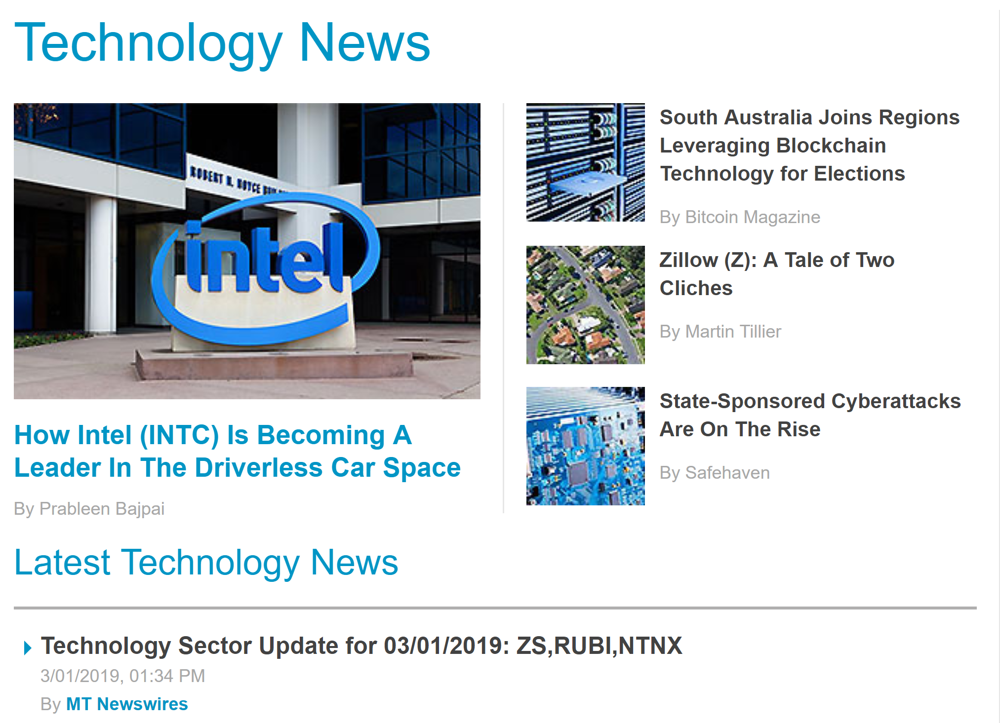 Technology News
ROBERT N. NOYCE
intel
How Intel (INTC) Is Becoming A
Leader In The Driverless Car Space
By Prableen Bajpai
South Australia Joins Regions
Leveraging Blockchain
Technology for Elections
By Bitcoin Magazine
Zillow (Z): A Tale of Two
Cliches
By Martin Tillier
State-Sponsored Cyberattacks
Are On The Rise
By Safehaven
Latest Technology News
Technology Sector Update for 03/01/2019: ZS,RUBI,NTNX
3/01/2019, 01:34 PM
By MT Newswires